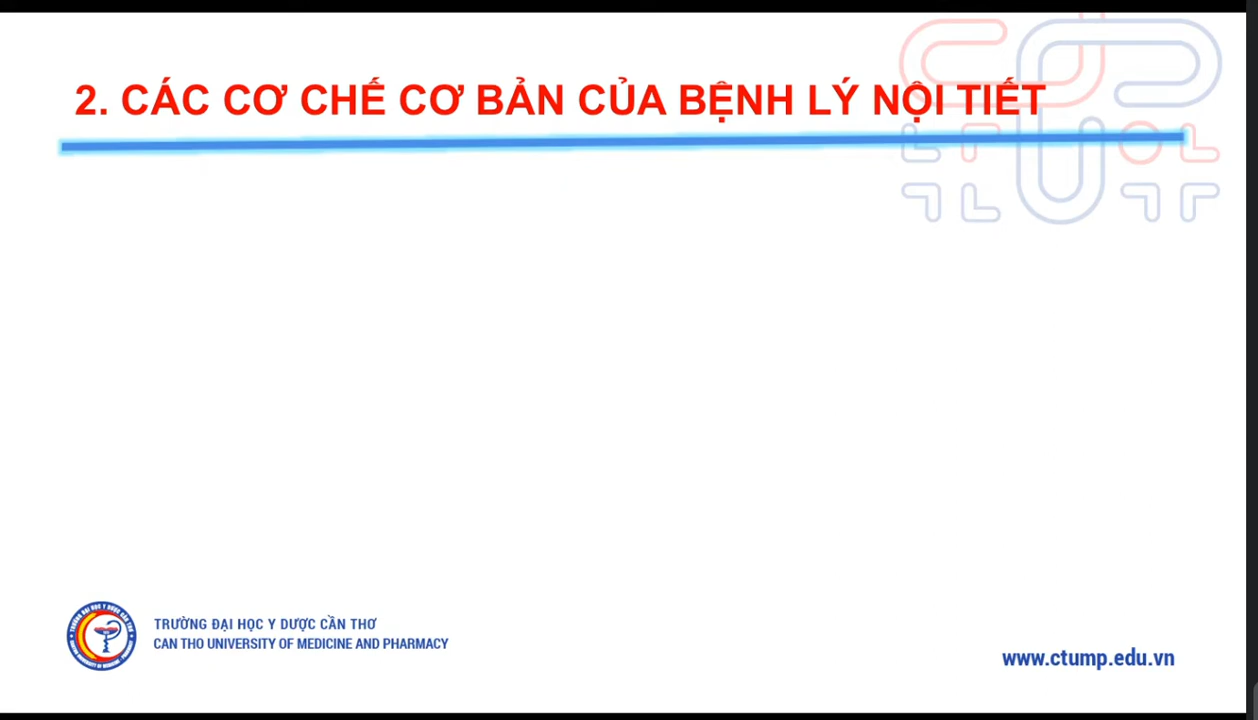 2. CÁC CƠ CHẾ CƠ BẢN CỦA BỆNH LÝ NỘI TIẾT
TRƯỜNG ĐẠI HỌC Y DƯỢC CẦN THƠ
CAN THO UNIVERSITY OF MEDICINE AND PHARMACY
www.ctump.edu.vn